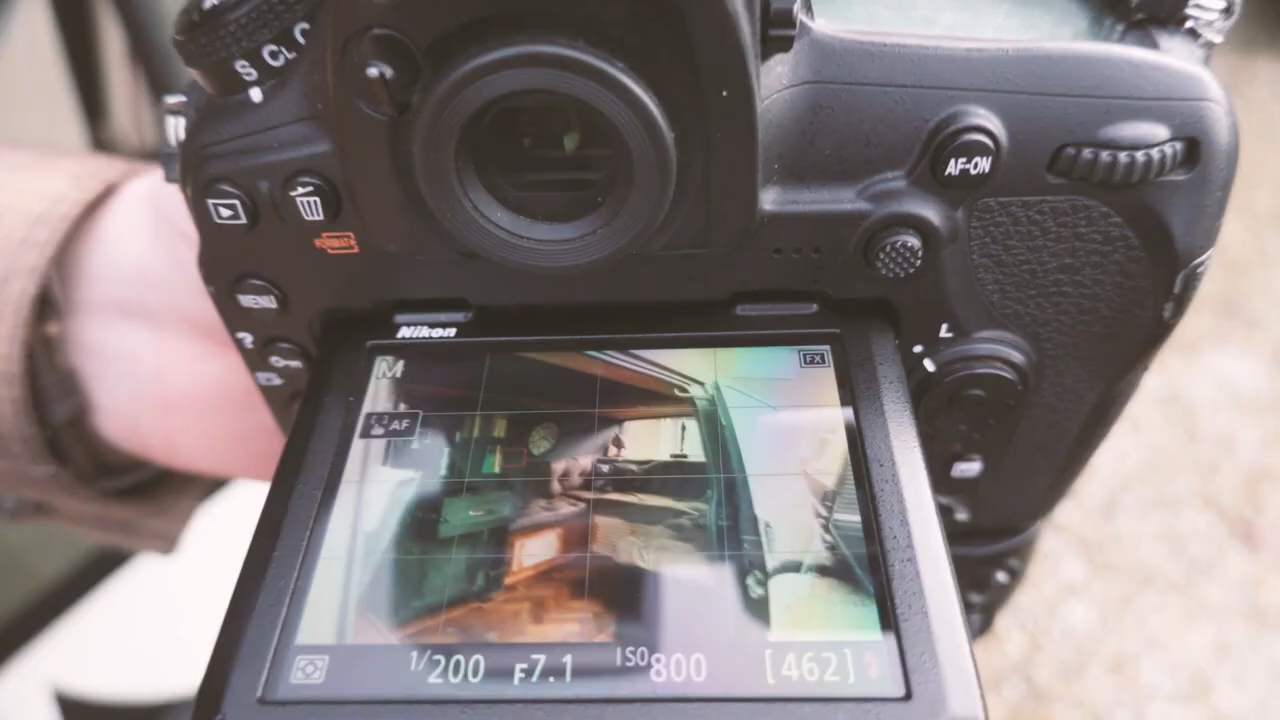 S CL C
AF-ON
FORMAT
MENU
?
Nikon
L
M
FX
AF
1/200 F7.1 ISO800 [462]